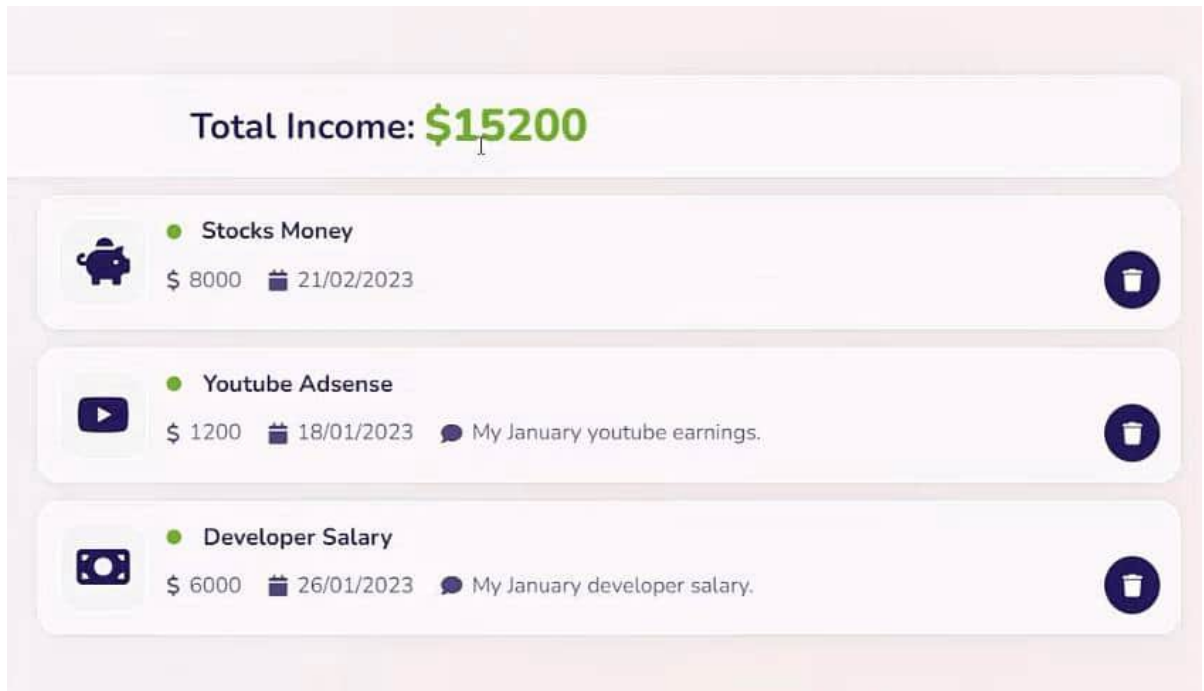 Total Income: $15200
Stocks Money
$ 8000 21/02/2023
Youtube Adsense
$ 1200 18/01/2023 My January youtube earnings.
Developer Salary
$ 6000 26/01/2023 My January developer salary.